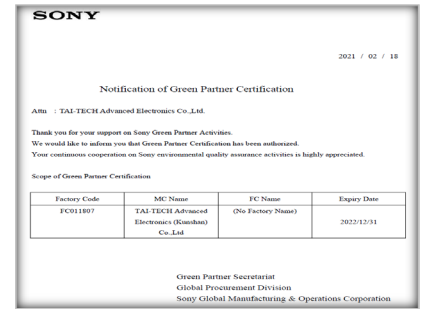 SONY
2021 / 02 / 18
Notification of Green Partner Certification
Attn : TAI-TECH Advanced Electronics Co.,Ltd.
Thank you for your support on Sony Green Partner Activities.
We would like to inform you that Green Partner Certification has been authorized.
Your continuous cooperation on Sony environmental quality assurance activities is highly appreciated.
Scope of Green Partner Certification
Factory Code MC Name FC Name Expiry Date
FC011807 TAI-TECH Advanced Electronics (Kunshan) Co.,Ltd (No Factory Name) 2022/12/31
Green Partner Secretariat
Global Procurement Division
Sony Global Manufacturing & Operations Corporation